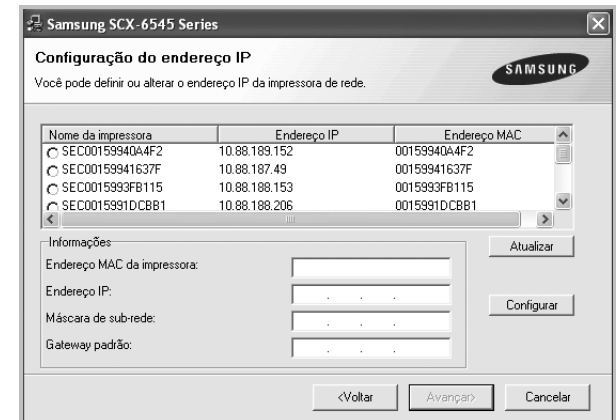 Samsung SCX-6545 Series
Configuração do endereço IP
Você pode definir ou alterar o endereço IP da impressora de rede.
SAMSUNG
Nome da impressora Endereço IP Endereço MAC
SEC00159940A4F2 10.88.189.152 00159940A4F2
SEC00159941637F 10.88.187.49 00159941637F
SEC0015993FB115 10.88.188.153 0015993FB115
SEC0015991DCBB1 10.88.188.206 0015991DCBB1
Informações
Atualizar
Endereço MAC da impressora:
Endereço IP:
Configurar
Máscara de sub-rede:
Gateway padrão:
<Voltar Avançar> Cancelar